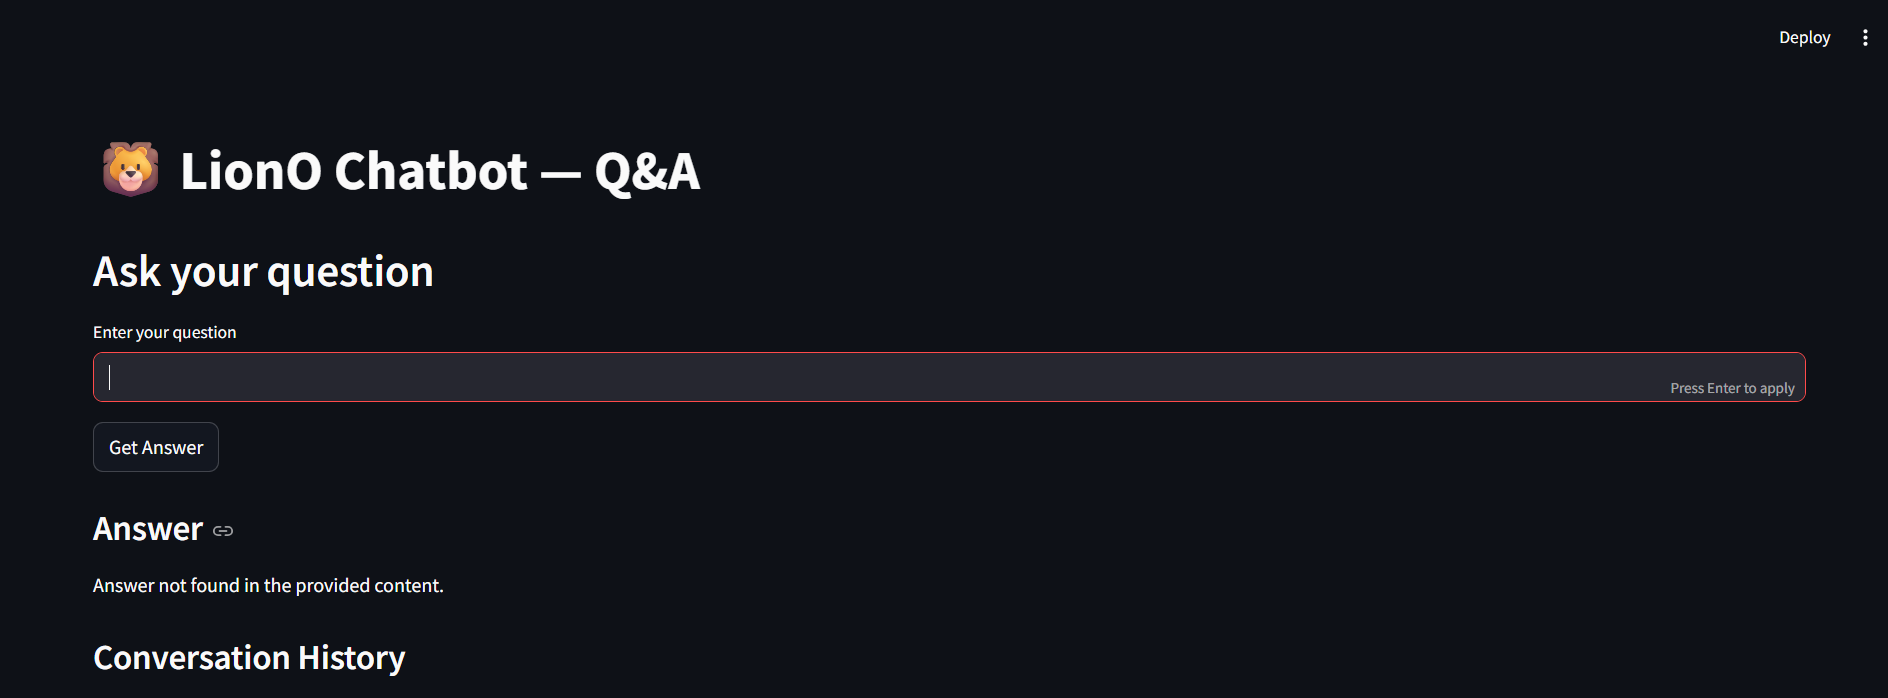 Deploy
LionO Chatbot — Q&A
Ask your question
Enter your question
Press Enter to apply
Get Answer
Answer
Answer not found in the provided content.
Conversation History